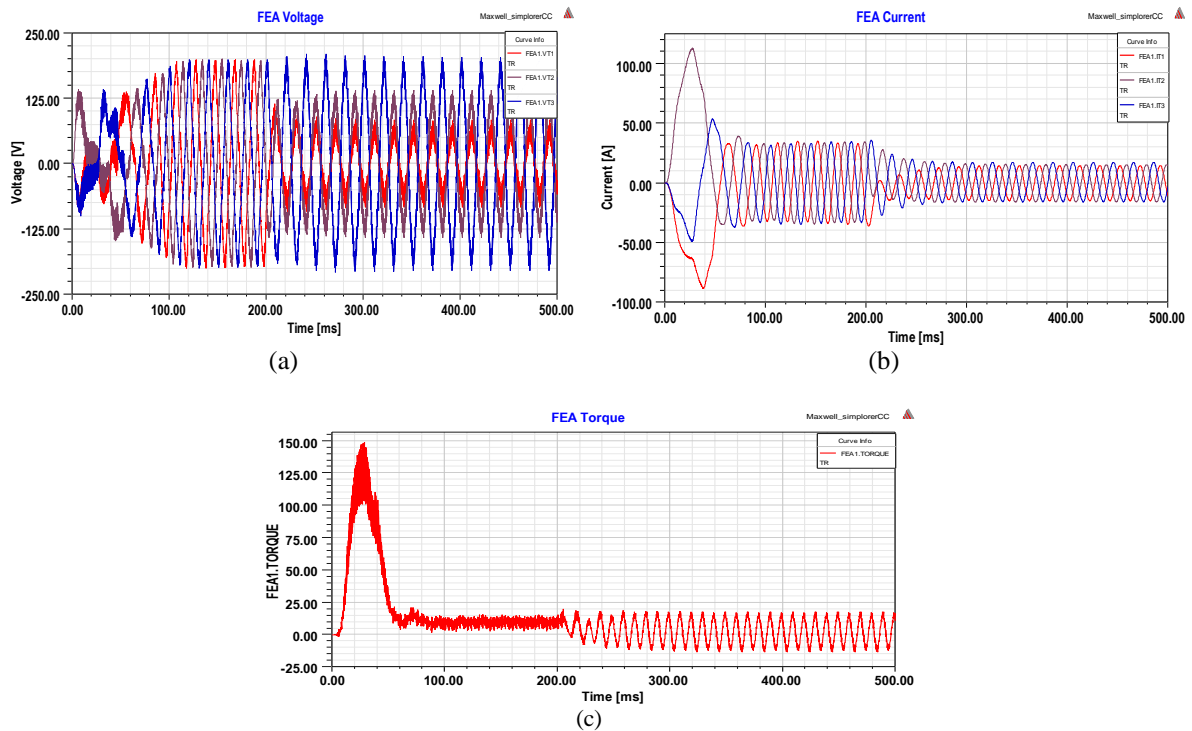 FEA Voltage
Maxwell_simplorerCC
250.00
125.00
0.00
-125.00
-250.00
Voltage [V]
Curve Info
FEA1.VT1
TR
FEA1.VT2
TR
FEA1.VT3
TR
0.00 100.00 200.00 300.00 400.00 500.00
Time [ms]
(a)
FEA Current
Maxwell_simplorerCC
100.00
50.00
0.00
-50.00
-100.00
Current [A]
Curve Info
FEA1.IT1
TR
FEA1.IT2
TR
FEA1.IT3
TR
0.00 100.00 200.00 300.00 400.00 500.00
Time [ms]
(b)
FEA Torque
Maxwell_simplorerCC
150.00
125.00
100.00
75.00
50.00
25.00
0.00
-25.00
FEA1.TORQUE
Curve Info
FEA1.TORQUE
TR
0.00 100.00 200.00 300.00 400.00 500.00
Time [ms]
(c)